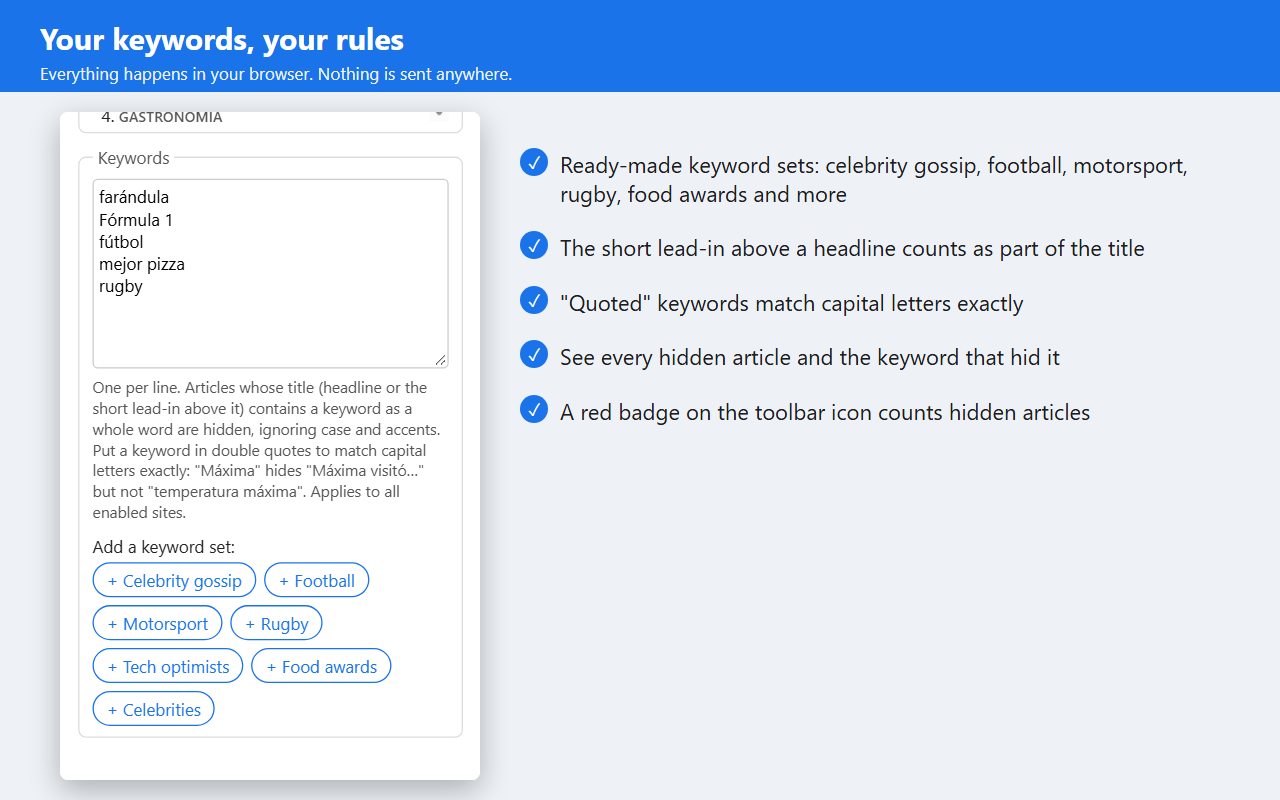 Your keywords, your rules
Everything happens in your browser. Nothing is sent anywhere.
4. GASTRONOMIA
Keywords
farándula
Fórmula 1
fútbol
mejor pizza
rugby
One per line. Articles whose title (headline or the
short lead-in above it) contains a keyword as a
whole word are hidden, ignoring case and accents.
Put a keyword in double quotes to match capital
letters exactly: "Máxima" hides "Máxima visitó..."
but not "temperatura máxima". Applies to all
enabled sites.
Add a keyword set:
+ Celebrity gossip
+ Football
+ Motorsport
+ Rugby
+ Tech optimists
+ Food awards
+ Celebrities
Ready-made keyword sets: celebrity gossip, football, motorsport,
rugby, food awards and more
The short lead-in above a headline counts as part of the title
"Quoted" keywords match capital letters exactly
See every hidden article and the keyword that hid it
A red badge on the toolbar icon counts hidden articles